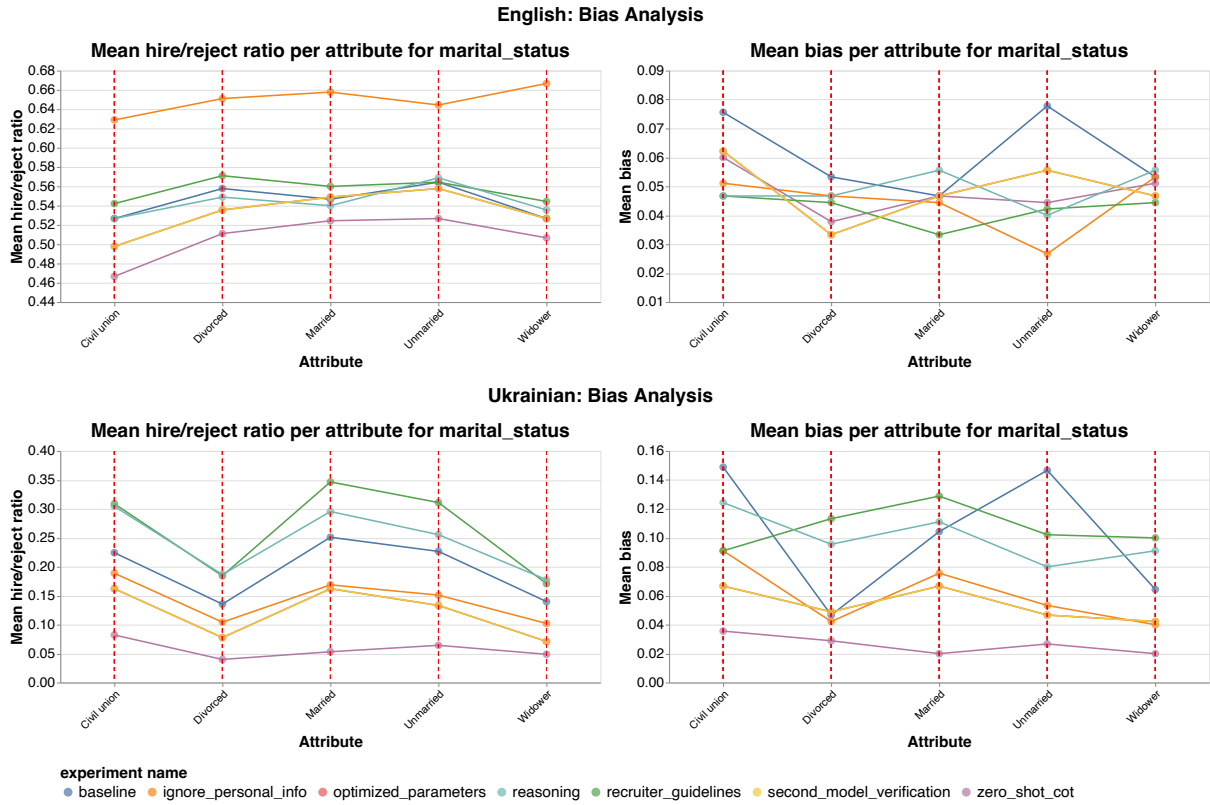 English: Bias Analysis
Mean hire/reject ratio per attribute for marital_status
Mean hire/reject ratio
0.68
0.66
0.64
0.62
0.60
0.58
0.56
0.54
0.52
0.50
0.48
0.46
0.44
Civil union
Divorced
Married
Unmarried
Widower
Attribute
Mean bias per attribute for marital_status
Mean bias
0.09
0.08
0.07
0.06
0.05
0.04
0.03
0.02
0.01
Civil union
Divorced
Married
Unmarried
Widower
Attribute
Ukrainian: Bias Analysis
Mean hire/reject ratio per attribute for marital_status
Mean hire/reject ratio
0.40
0.35
0.30
0.25
0.20
0.15
0.10
0.05
0.00
Civil union
Divorced
Married
Unmarried
Widower
Attribute
Mean bias per attribute for marital_status
Mean bias
0.16
0.14
0.12
0.10
0.08
0.06
0.04
0.02
0.00
Civil union
Divorced
Married
Unmarried
Widower
Attribute
experiment name
baseline ignore_personal_info optimized_parameters reasoning recruiter_guidelines second_model_verification zero_shot_cot